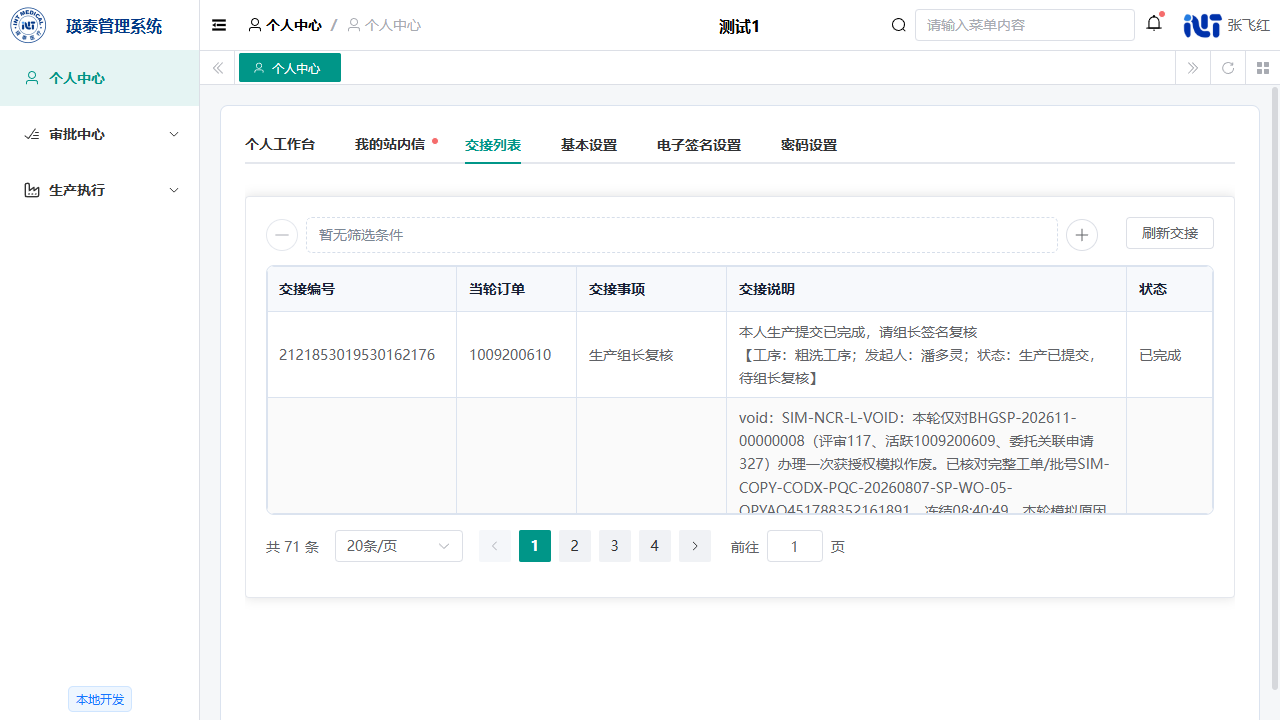 瑛泰管理系统
个人中心 / 个人中心
测试1
请输入菜单内容
张飞红
个人中心
审批中心
生产执行
本地开发
个人中心
个人工作台 我的站内信 交接列表 基本设置 电子签名设置 密码设置
暂无筛选条件
刷新交接
交接编号 当轮订单 交接事项 交接说明 状态
2121853019530162176 1009200610 生产组长复核
本人生产提交已完成，请组长签名复核
【工序：粗洗工序；发起人：潘多灵；状态：生产已提交，
待组长复核】
已完成
void：SIM-NCR-L-VOID：本轮仅对BHGSP-202611-
00000008（评审117、活跃1009200609、委托关联申请
327）办理一次获授权模拟作废。已核对完整工单/批号SIM-
COPY-CODX-PQC-20260807-SP-WO-05-
共 71 条 20条/页 1 2 3 4 前往 1 页